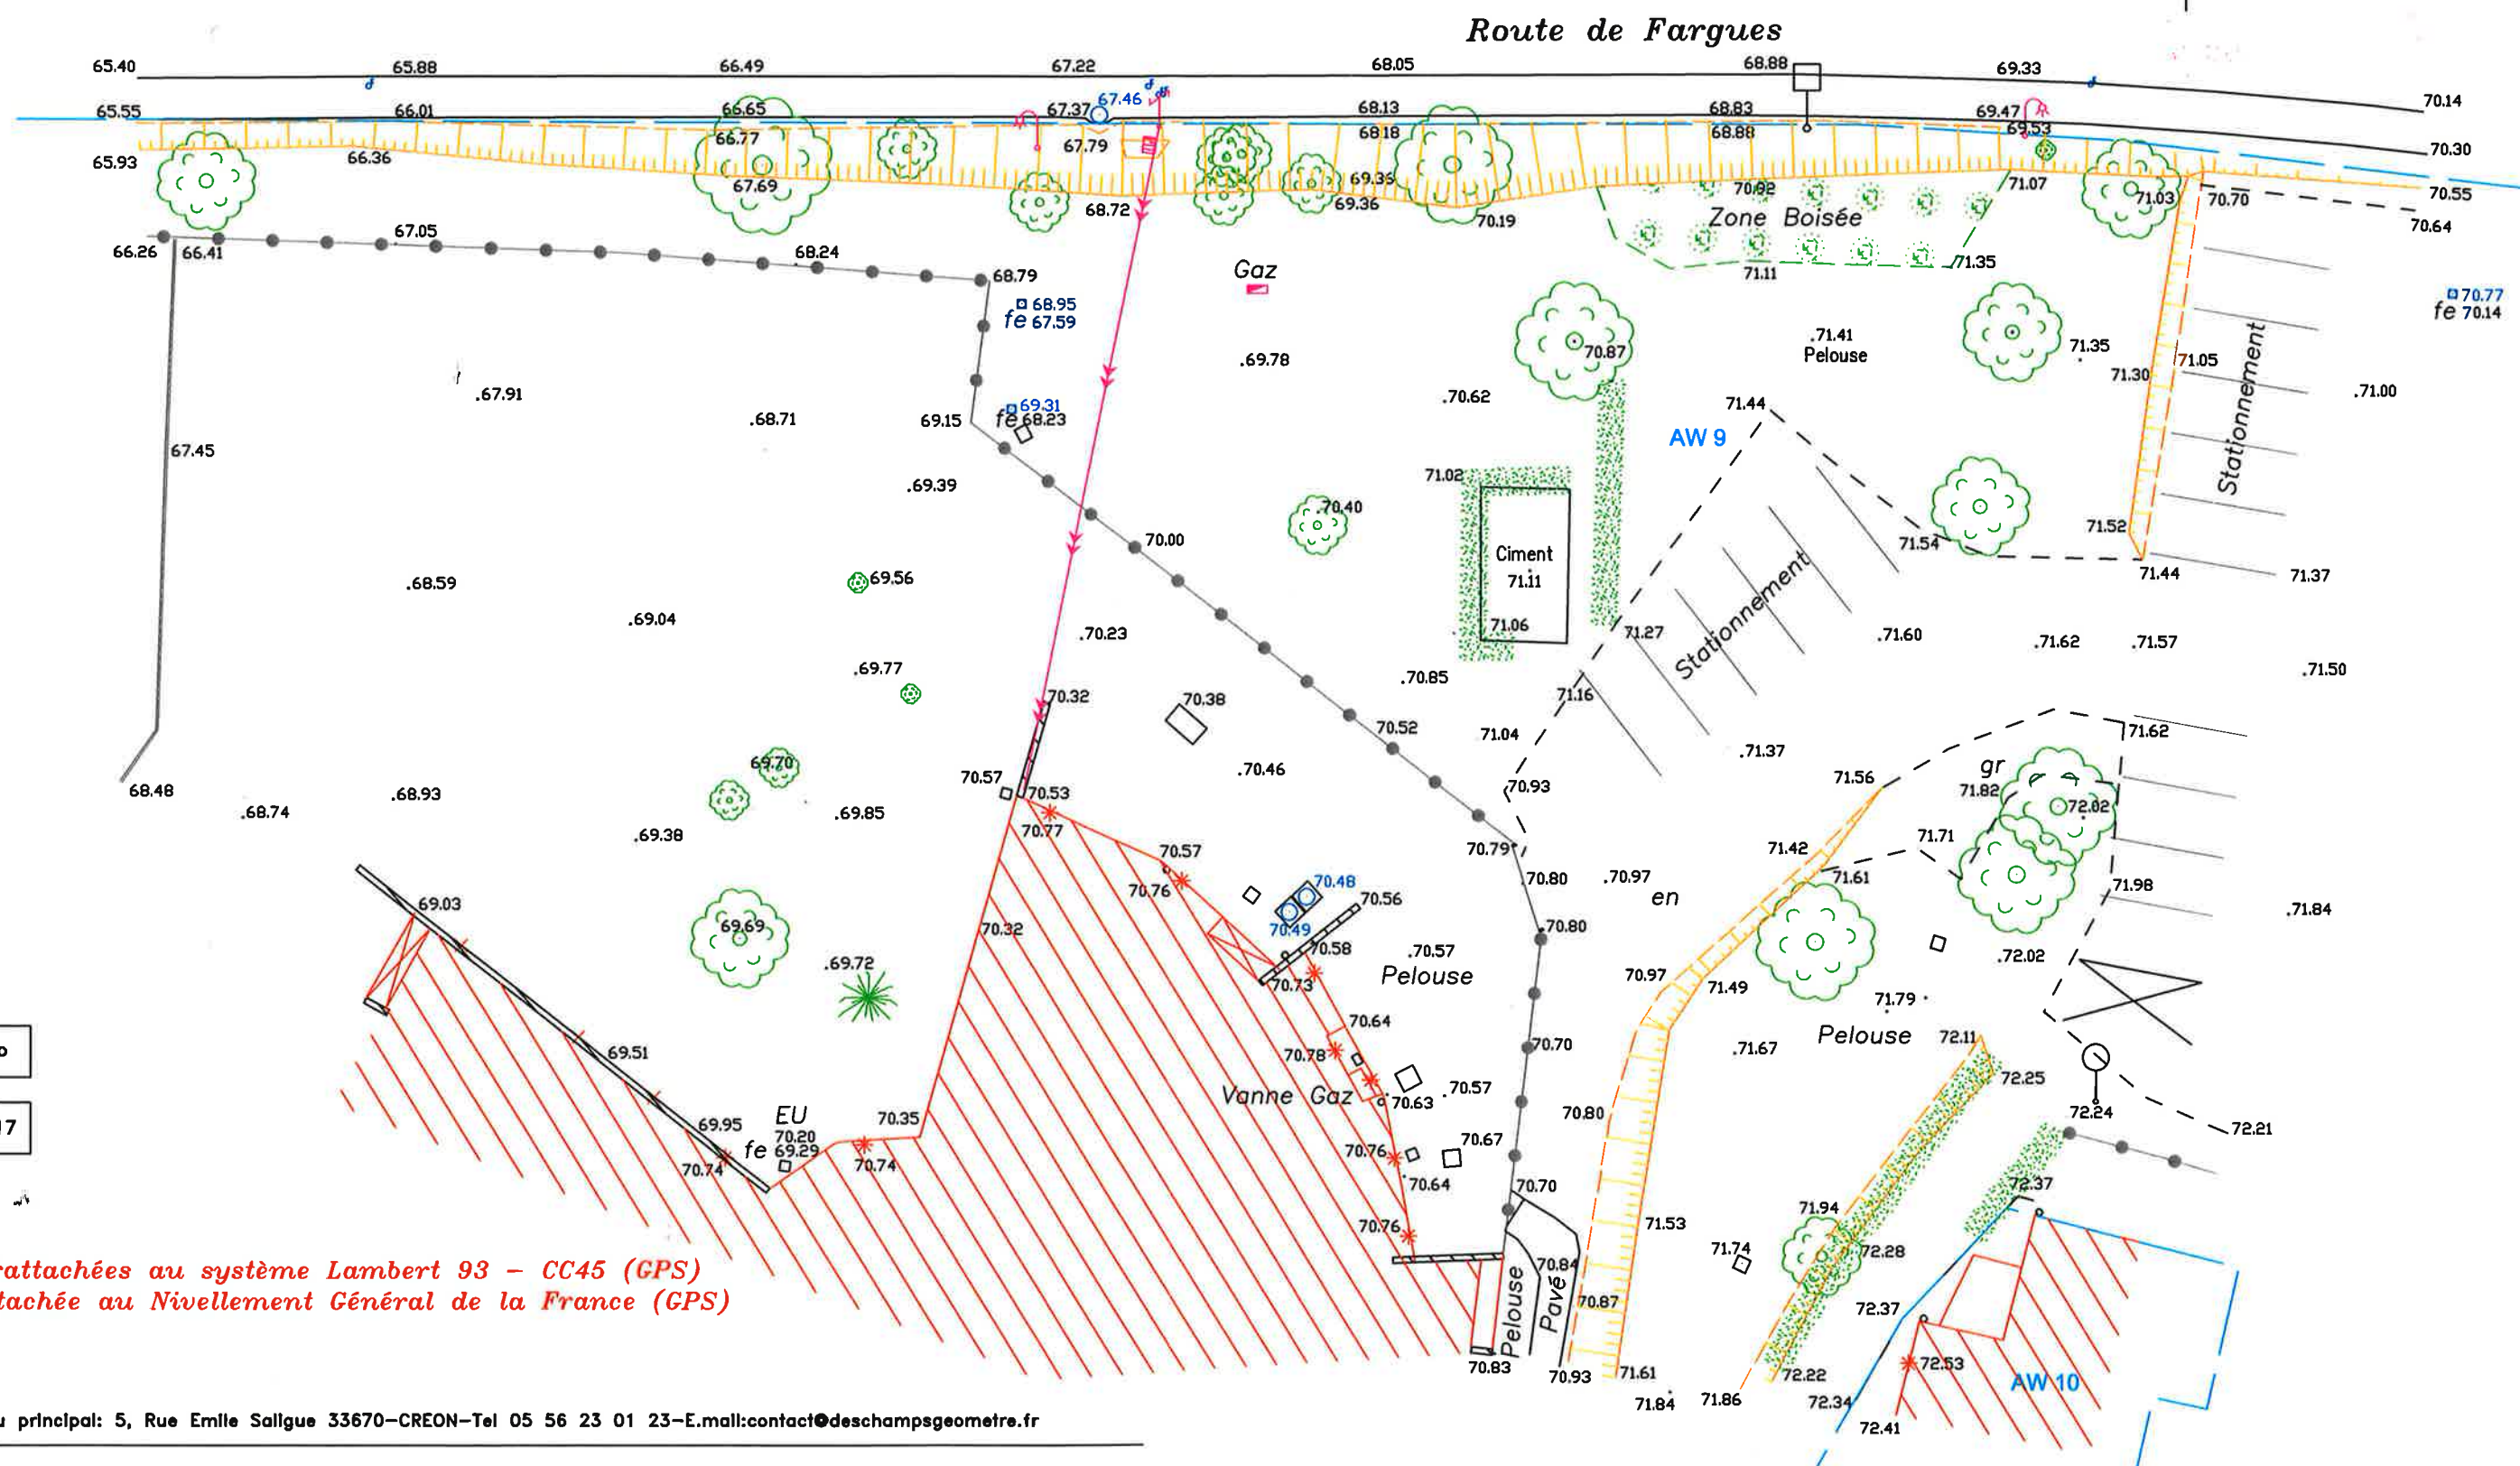 Route de Fargues
65.40 65.88 66.49 67.22 68.05 68.88 69.33 70.14
65.55 66.01 66.65 67.37 67.46 68.13 68.83 69.47 70.30
66.77 67.79 68.18 68.88 69.53
65.93 66.36 67.69 68.72 69.36 69.36 70.19 70.92 71.07 71.03 70.70 70.55
Zone Boisée 70.64
66.26 66.41 67.05 68.24 68.79 71.11 71.35
Gaz
68.95 70.77
fe 67.59 fe 70.14
.71.41
Pelouse
.69.78 70.87 71.35 71.30 71.05
Stationnement
.67.91 .68.71 69.15 69.31 .70.62 71.44 .71.00
fe 68.23
AW 9
67.45 .69.39 71.02 .70.40 71.52
70.00 Ciment 71.54
71.11
.68.59 69.56 71.44 71.37
.69.04 .70.23 71.06 71.27 .71.60 .71.62 .71.57
Stationnement
.69.77 .70.85 71.16 .71.50
70.32 70.38 70.52 71.04 .71.37 71.62
69.70 70.57 .70.46 71.56 gr
68.48 .68.74 .68.93 70.53 70.93 71.82 72.02
.69.38 .69.85 70.77 70.57 70.79 71.42 71.71
70.76 70.48 70.80 .70.97 71.61 71.98
69.03 70.56 en .71.84
69.69 70.32 70.49 70.58 .70.57 70.80
.69.72 70.73 Pelouse 70.97 71.49 .72.02
71.79
70.64 Pelouse 72.11
69.51 70.78 70.70 .71.67
Vanne Gaz 70.63 .70.57 72.25
EU 70.35 70.80 72.24
69.95 70.20 72.21
fe 69.29
70.74 70.74 70.76 70.67
70.64 70.70 72.37
70.76 71.53 71.94
71.74 72.28
rattachées au système Lambert 93 - CC45 (GPS)
tachée au Nivellement Général de la France (GPS)
70.84
Pelouse
Pavé
70.87 72.37
70.83 70.93 71.61 72.22 72.53
AW 10
71.84 71.86 72.34
72.41
7
principal: 5, Rue Emile Saligue 33670-CREON-Tel 05 56 23 01 23-E.mail:contact@deschampsgeometre.fr